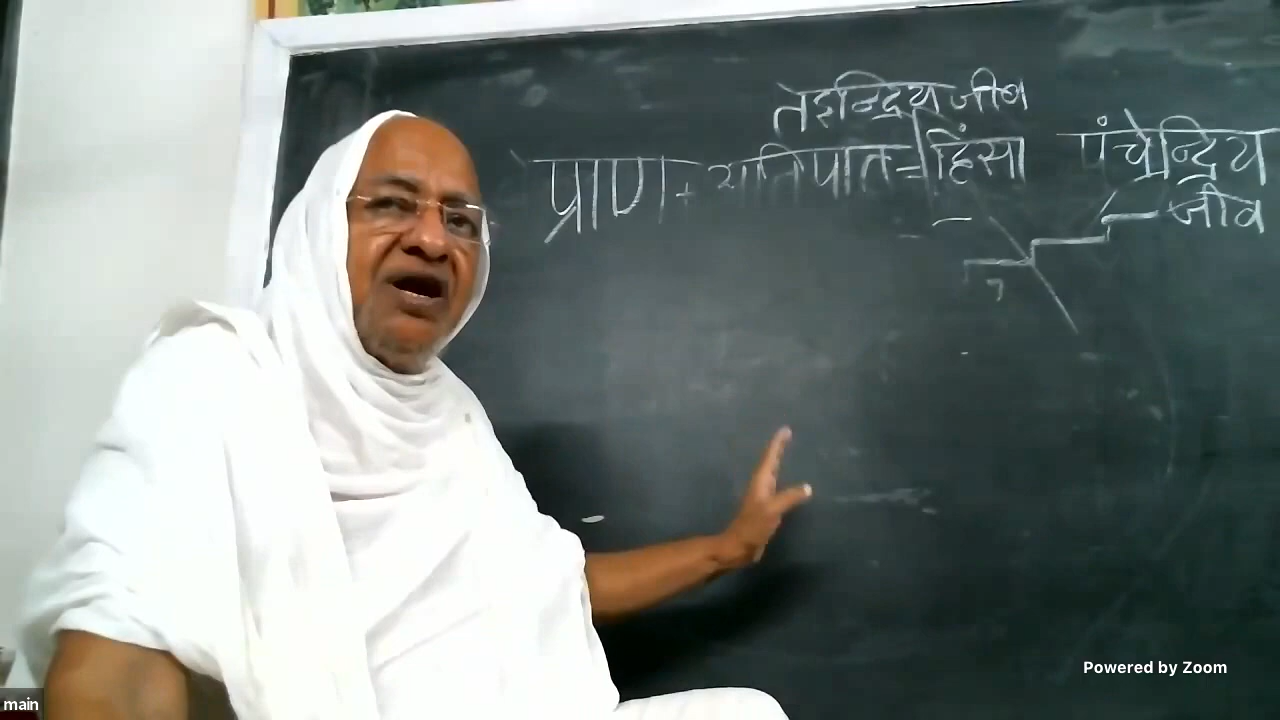 तेइन्द्रिय जीव
प्राण + अतिपात = हिंसा
पंचेन्द्रिय
जीव
Powered by Zoom
main